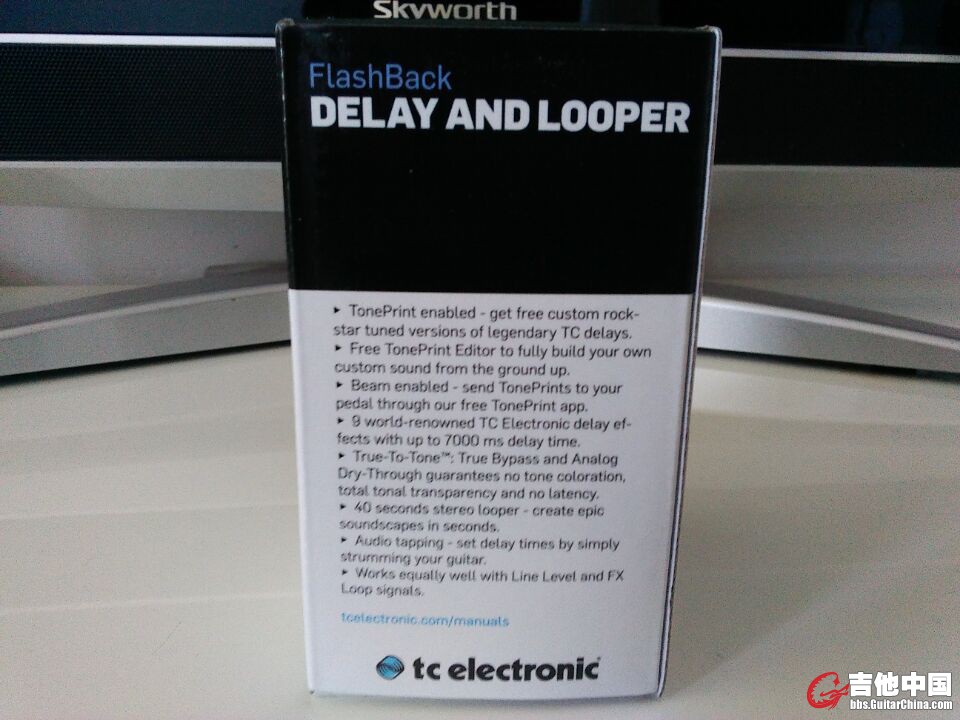 Skyworth
FlashBack
DELAY AND LOOPER
‣ TonePrint enabled - get free custom rock-
star tuned versions of legendary TC delays.
‣ Free TonePrint Editor to fully build your own
custom sound from the ground up.
‣ Beam enabled - send TonePrints to your
pedal through our free TonePrint app.
‣ 9 world-renowned TC Electronic delay ef-
fects with up to 7000 ms delay time.
‣ True-To-Tone™: True Bypass and Analog
Dry-Through guarantees no tone coloration,
total tonal transparency and no latency.
‣ 40 seconds stereo looper - create epic
soundscapes in seconds.
‣ Audio tapping - set delay times by simply
strumming your guitar.
‣ Works equally well with Line Level and FX
Loop signals.
tcelectronic.com/manuals
tc electronic
吉他中国
bbs.GuitarChina.com